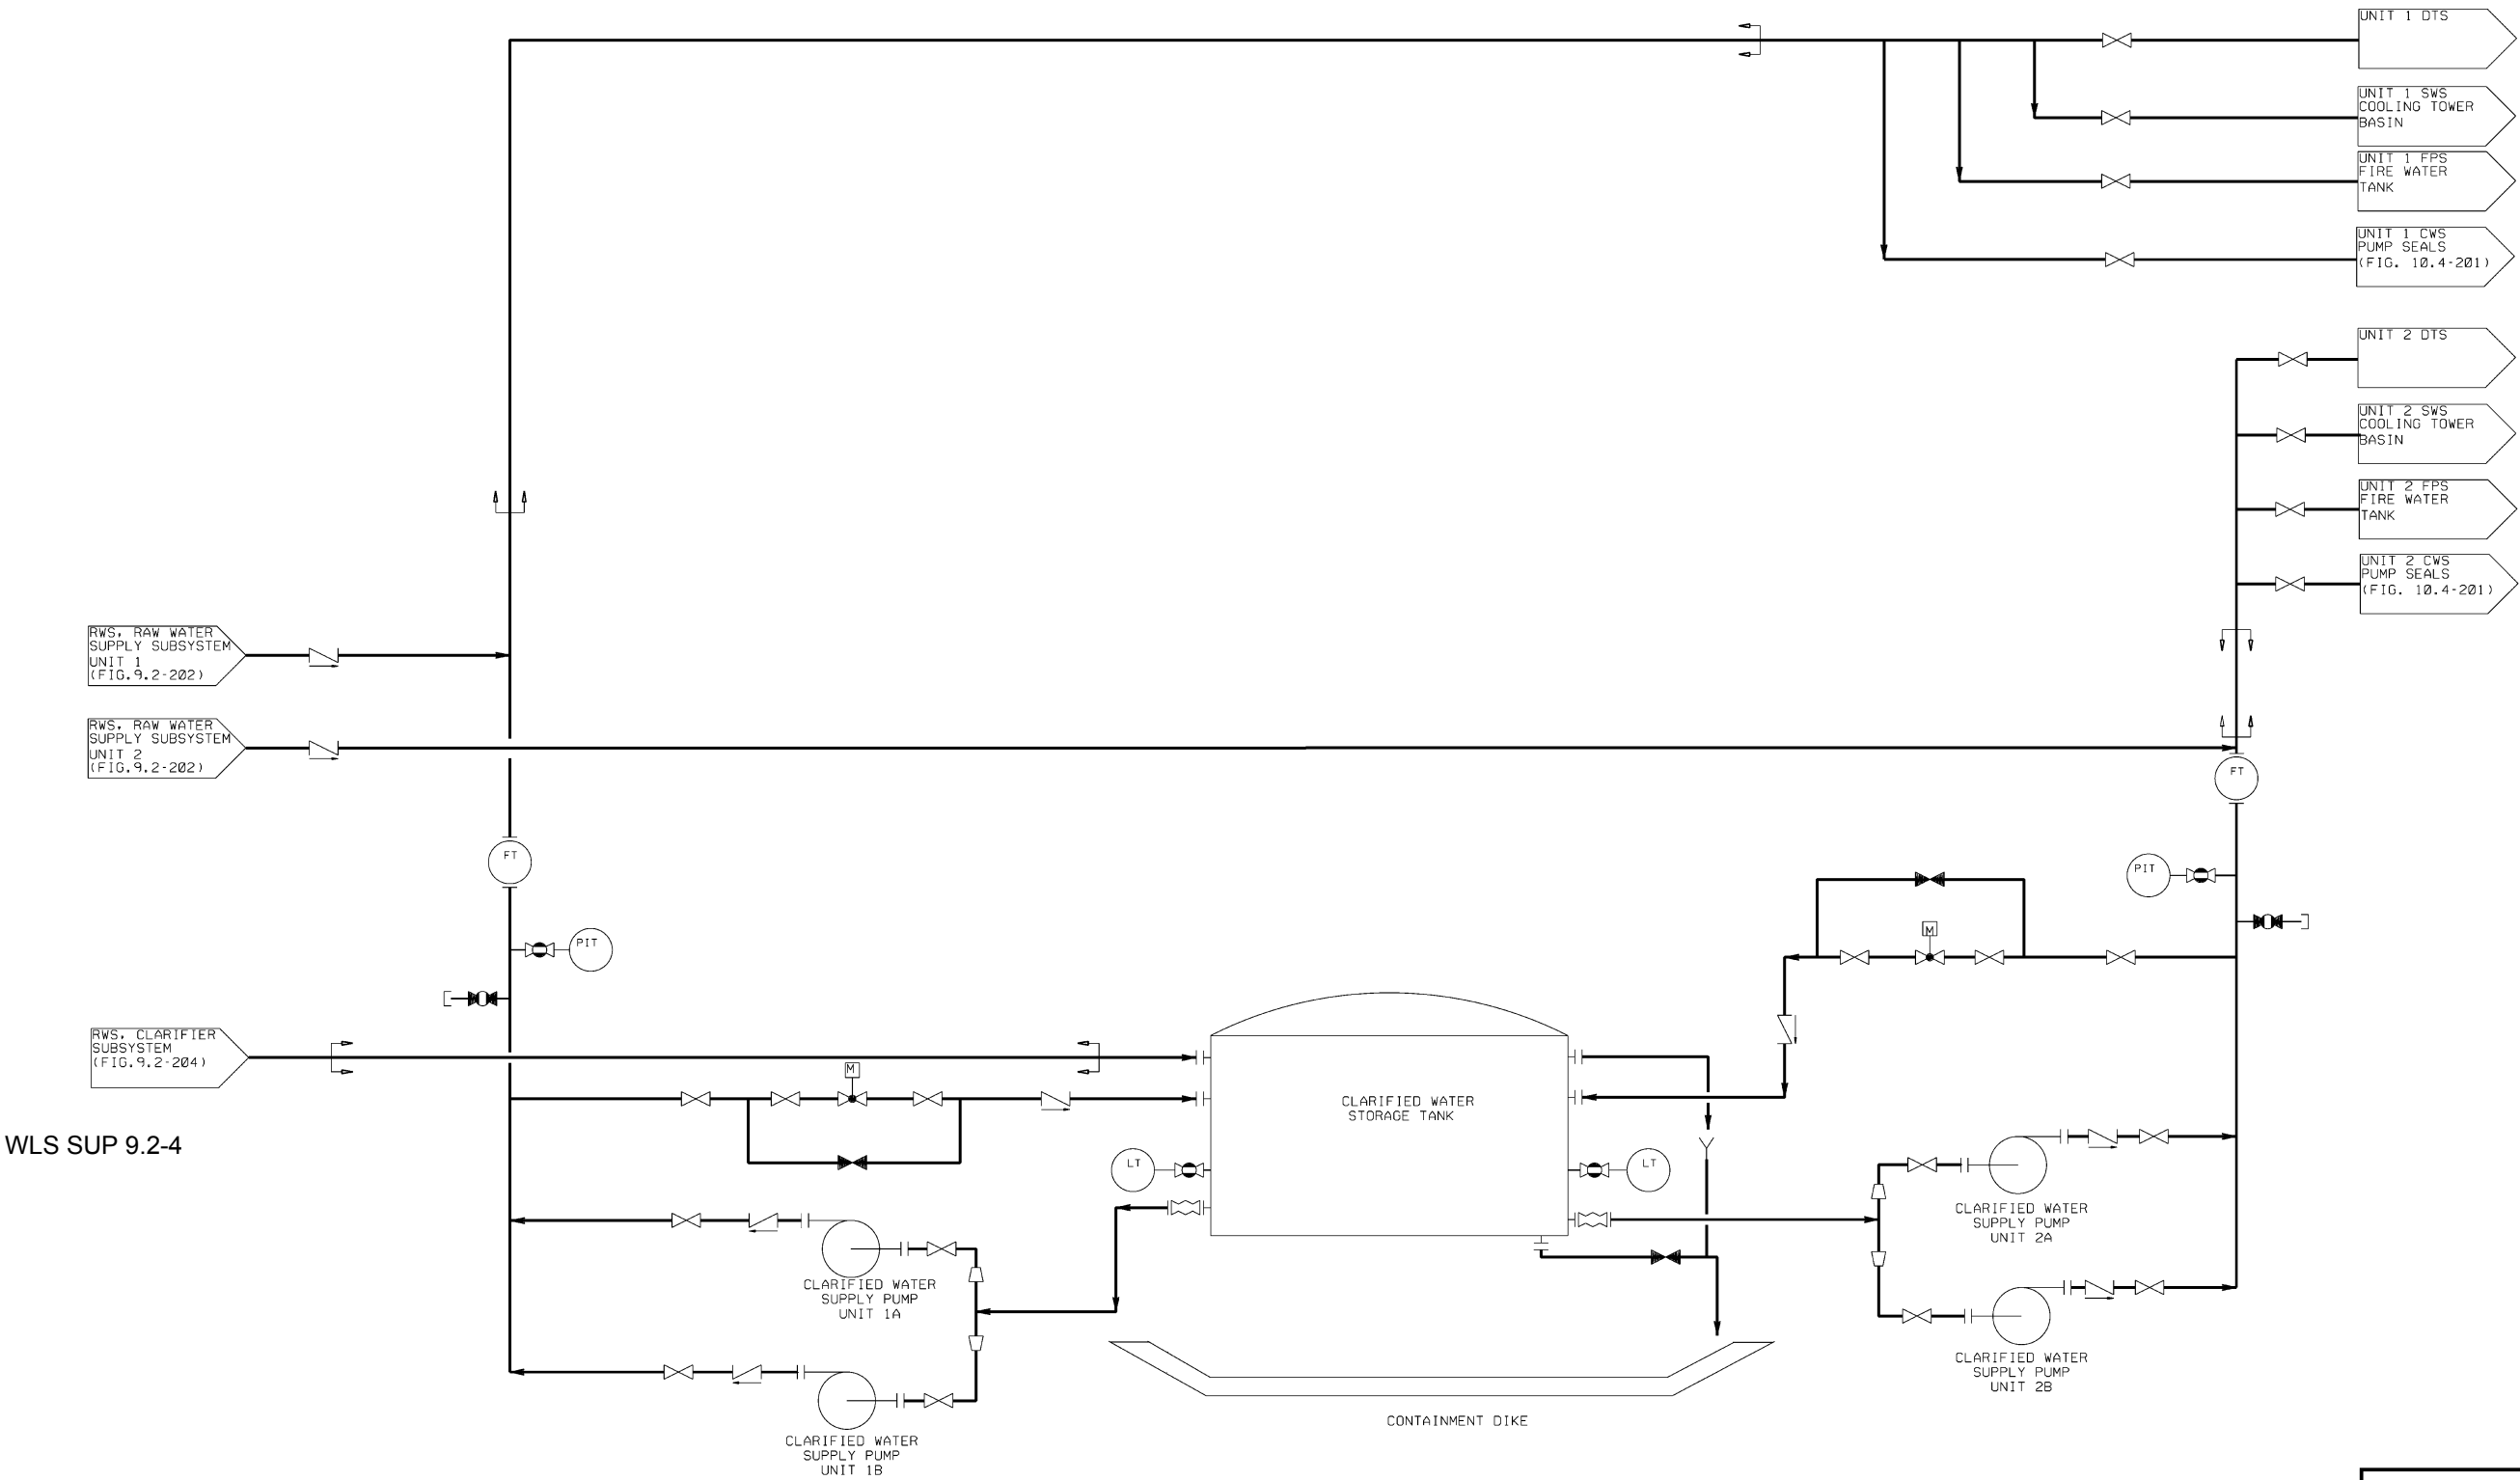 UNIT 1 DTS
UNIT 1 SWS
COOLING TOWER
BASIN
UNIT 1 FPS
FIRE WATER
TANK
UNIT 1 CWS
PUMP SEALS
(FIG. 10.4-201)
UNIT 2 DTS
UNIT 2 SWS
COOLING TOWER
BASIN
UNIT 2 FPS
FIRE WATER
TANK
UNIT 2 CWS
PUMP SEALS
(FIG. 10.4-201)
RWS, RAW WATER
SUPPLY SUBSYSTEM
UNIT 1
(FIG.9.2-202)
RWS, RAW WATER
SUPPLY SUBSYSTEM
UNIT 2
(FIG.9.2-202)
FT
FT
PIT
PIT
M
RWS, CLARIFIER
SUBSYSTEM
(FIG.9.2-204)
M
CLARIFIED WATER
STORAGE TANK
WLS SUP 9.2-4
LT
LT
CLARIFIED WATER
SUPPLY PUMP
UNIT 2A
CLARIFIED WATER
SUPPLY PUMP
UNIT 1A
CLARIFIED WATER
SUPPLY PUMP
UNIT 2B
CONTAINMENT DIKE
CLARIFIED WATER
SUPPLY PUMP
UNIT 1B